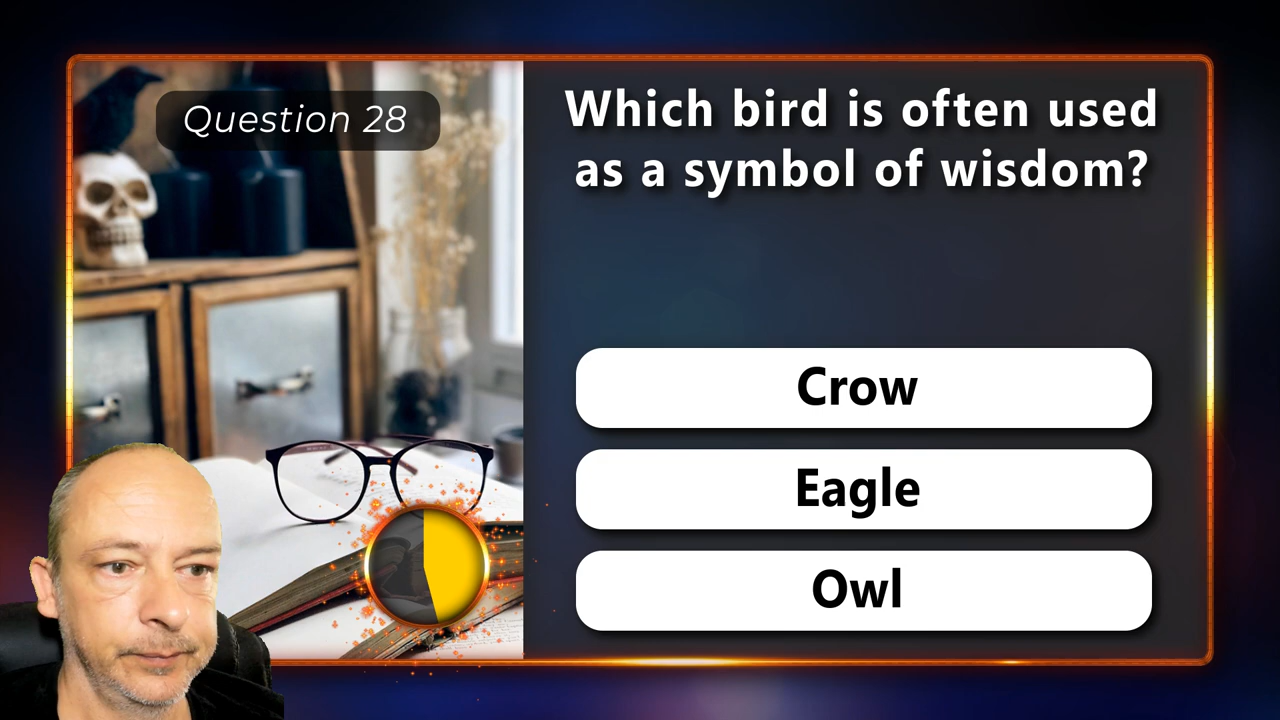 Question 28
Which bird is often used
as a symbol of wisdom?
Crow
Eagle
Owl